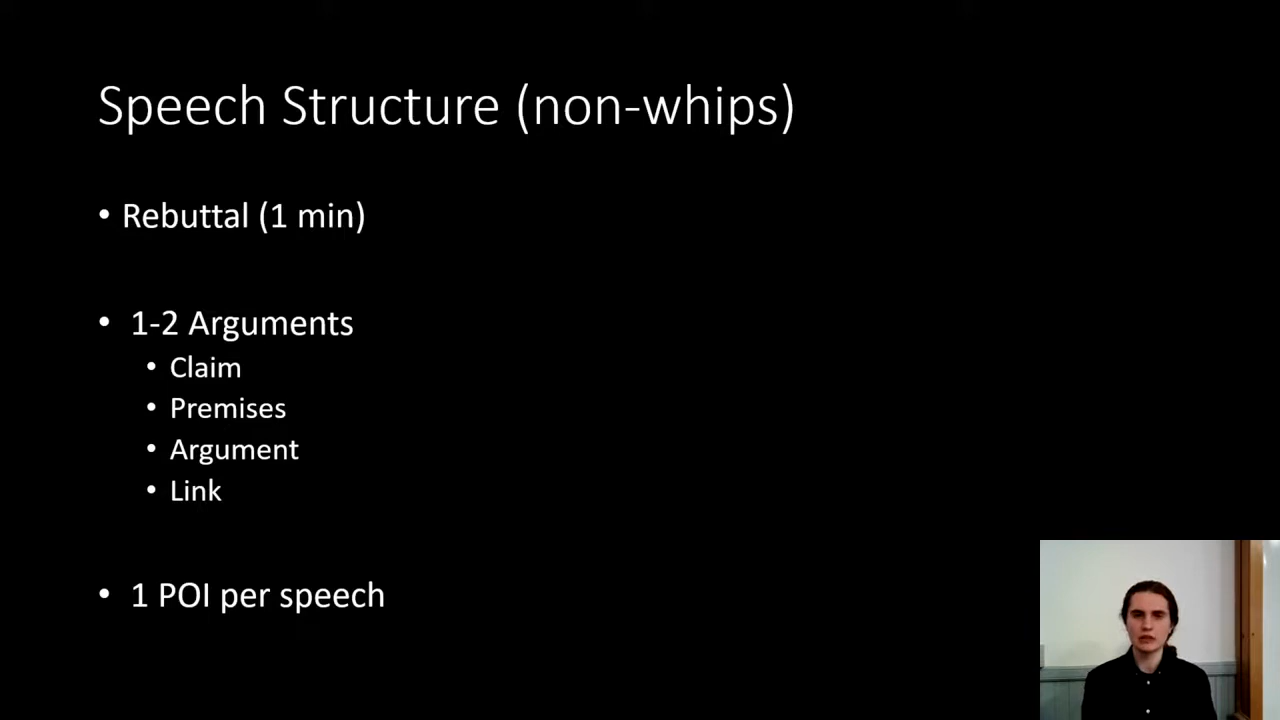 Speech Structure (non-whips)
• Rebuttal (1 min)
• 1-2 Arguments
• Claim
• Premises
• Argument
• Link
• 1 POI per speech